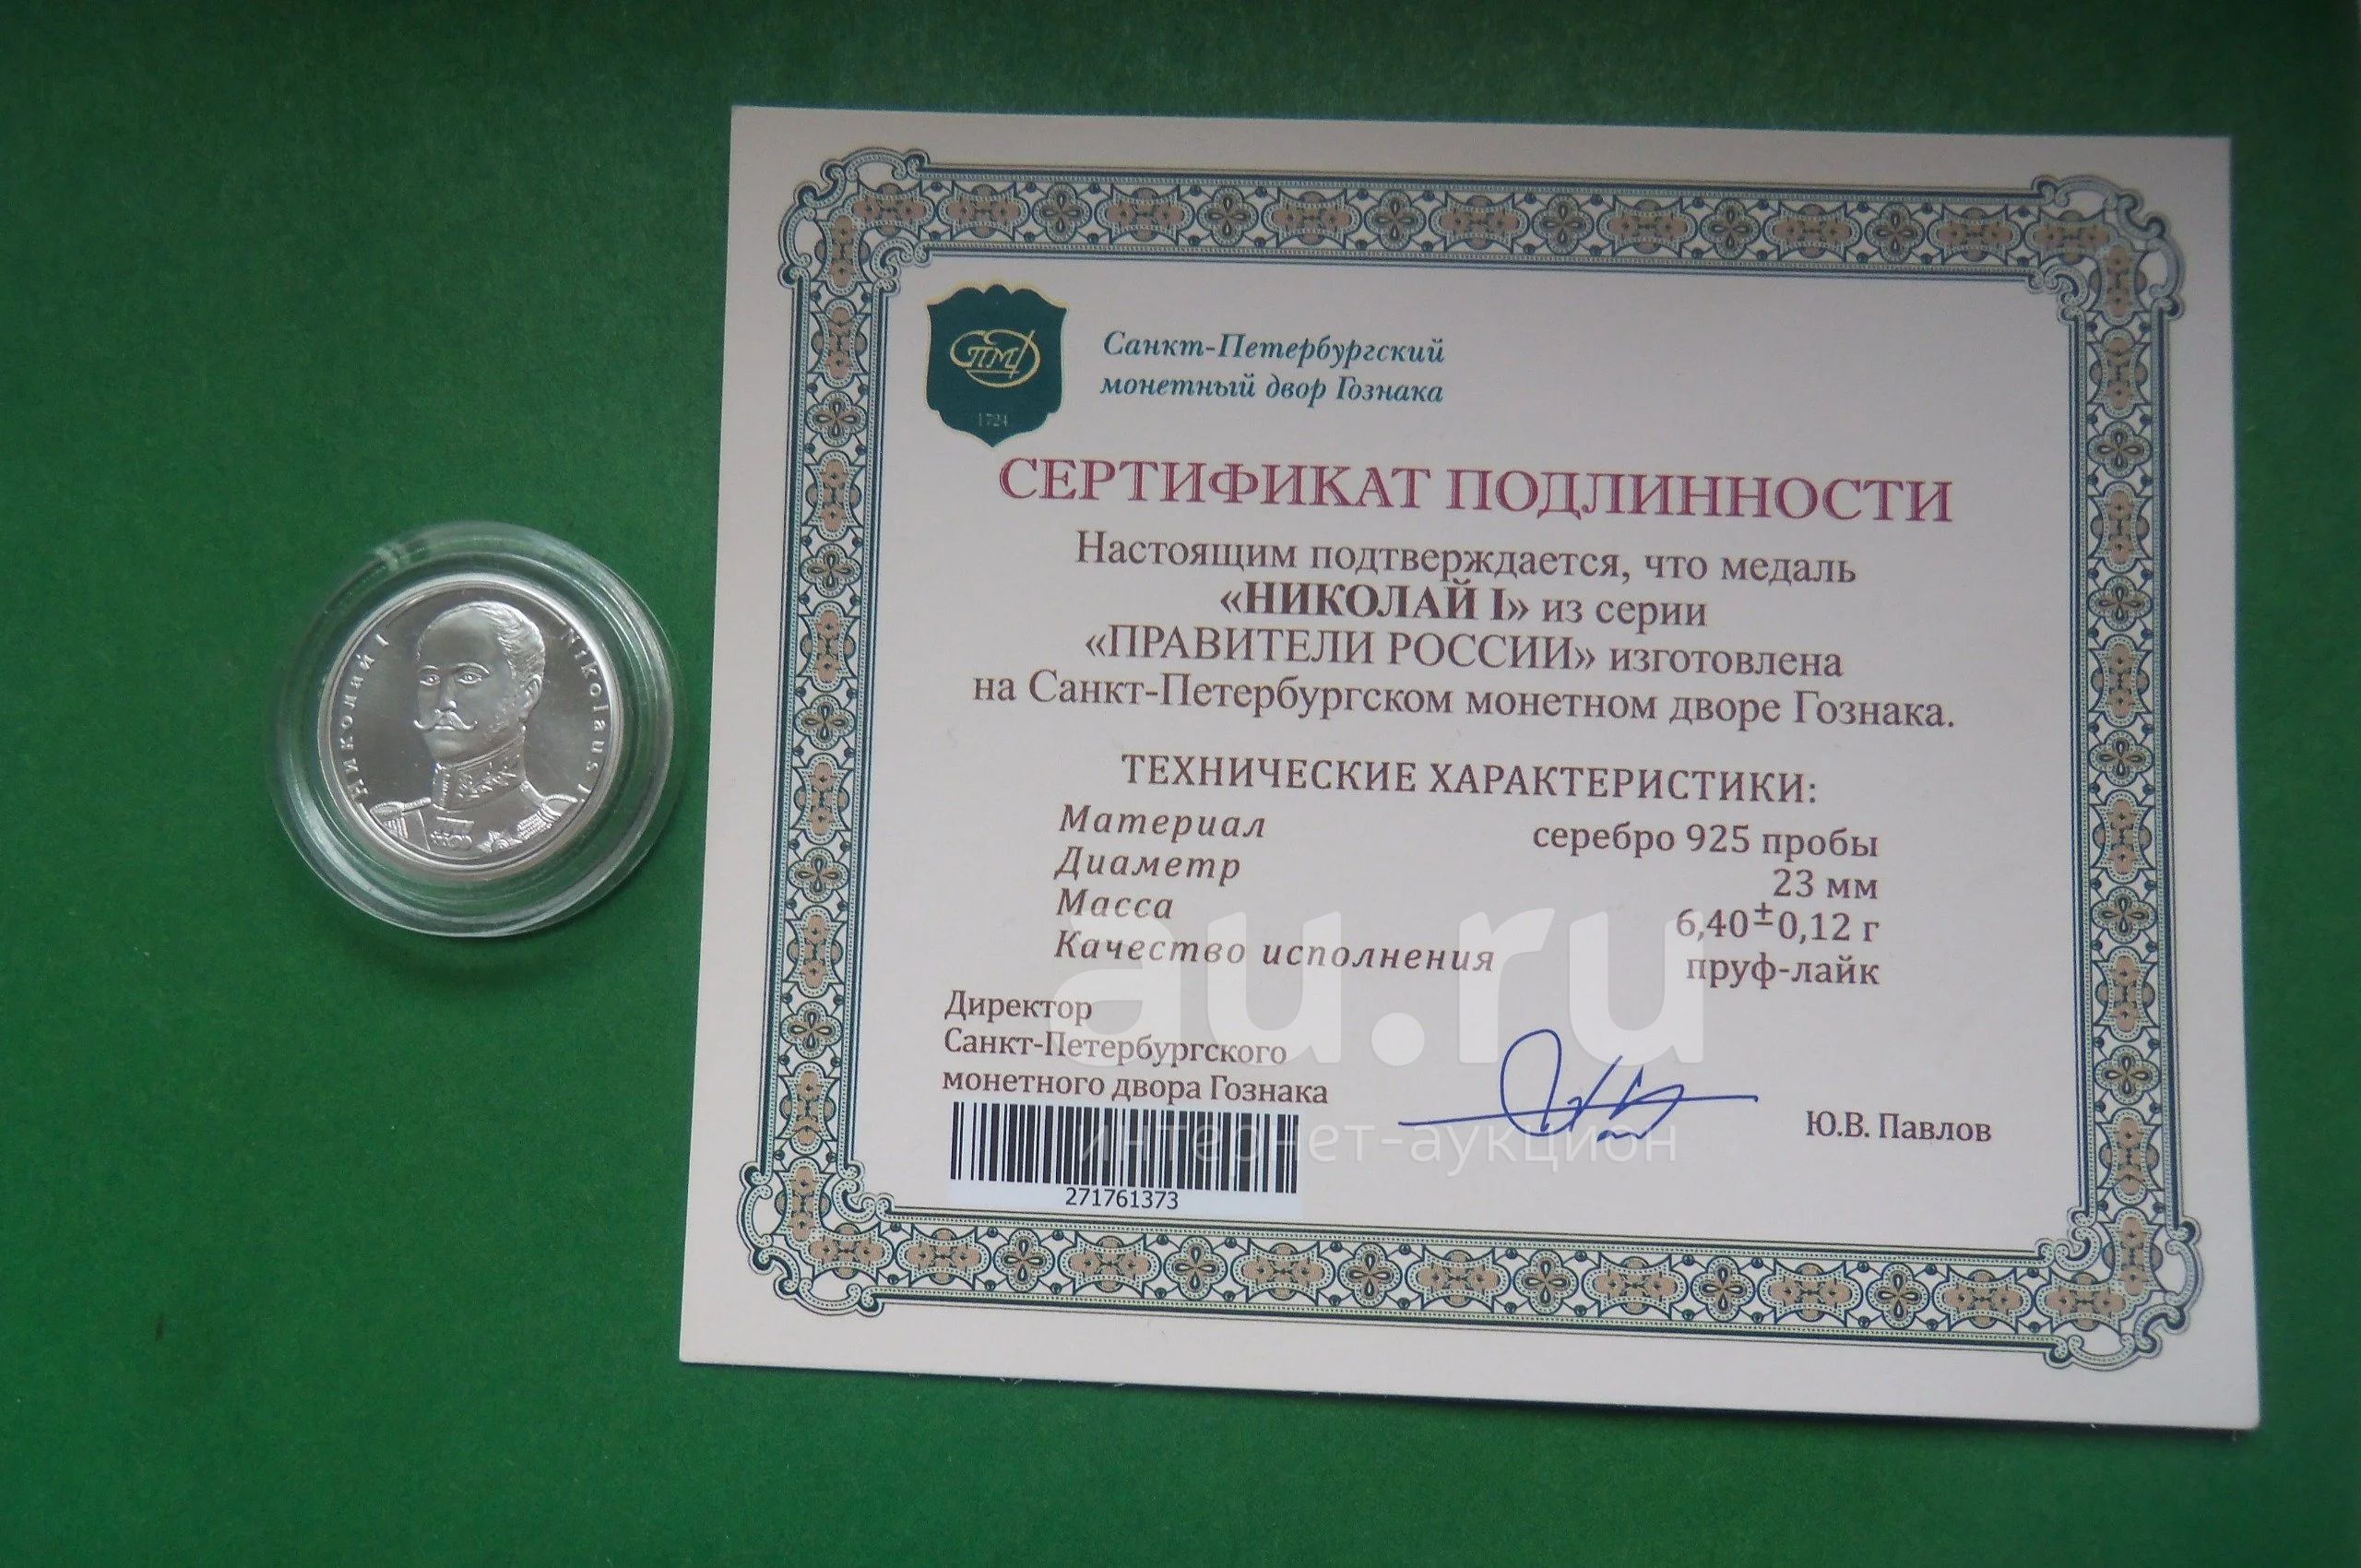 Николай I
Nikolaus I
СПМД
1724
Санкт-Петербургский
монетный двор Гознака
СЕРТИФИКАТ ПОДЛИННОСТИ
Настоящим подтверждается, что медаль
«НИКОЛАЙ I» из серии
«ПРАВИТЕЛИ РОССИИ» изготовлена
на Санкт-Петербургском монетном дворе Гознака.
ТЕХНИЧЕСКИЕ ХАРАКТЕРИСТИКИ:
Материал серебро 925 пробы
Диаметр 23 мм
Масса 6,40±0,12 г
Качество исполнения пруф-лайк
Директор
Санкт-Петербургского
монетного двора Гознака
Ю.В. Павлов
271761373
au.ru
интернет-аукцион